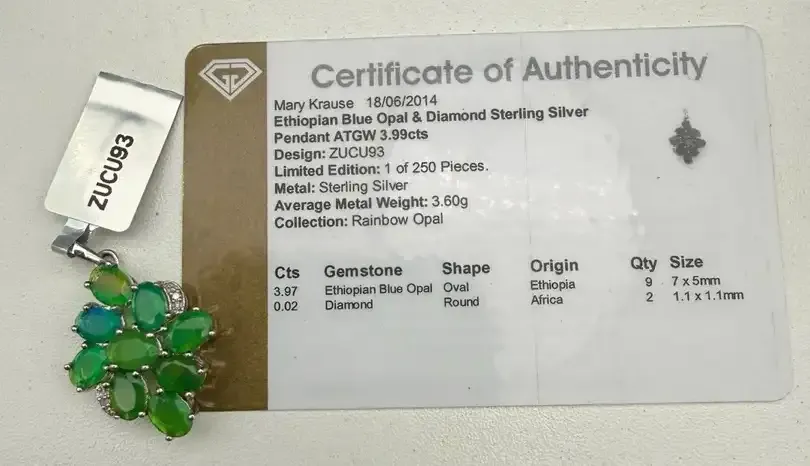 Certificate of Authenticity
Mary Krause 18/06/2014
Ethiopian Blue Opal & Diamond Sterling Silver
Pendant ATGW 3.99cts
Design: ZUCU93
Limited Edition: 1 of 250 Pieces.
Metal: Sterling Silver
Average Metal Weight: 3.60g
Collection: Rainbow Opal
Cts Gemstone Shape Origin Qty Size
3.97 Ethiopian Blue Opal Oval Ethiopia 9 7 x 5mm
0.02 Diamond Round Africa 2 1.1 x 1.1mm
ZUCU93